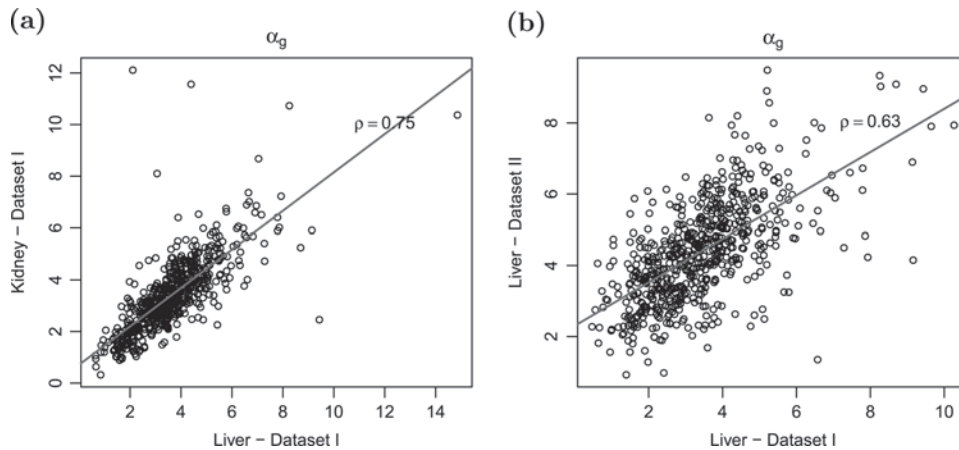 (a)
α_g
Kidney – Dataset I
12
10
8
6
4
2
0
ρ = 0.75
2 4 6 8 10 12 14
Liver – Dataset I
(b)
α_g
Liver – Dataset II
8
6
4
2
ρ = 0.63
2 4 6 8 10
Liver – Dataset I